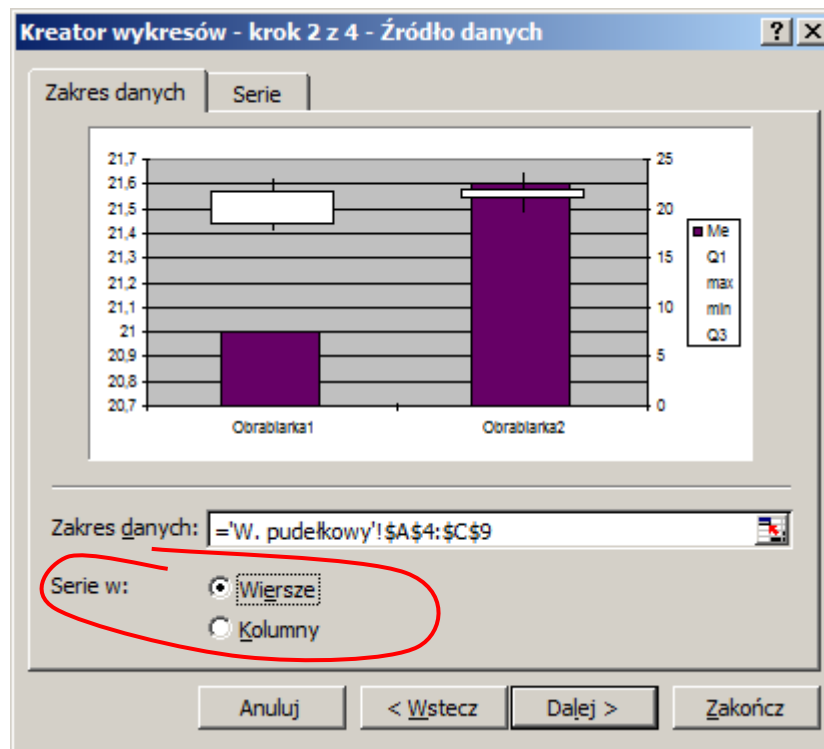 Kreator wykresów - krok 2 z 4 - Źródło danych
Zakres danych
Serie
21,7
21,6
21,5
21,4
21,3
21,2
21,1
21
20,9
20,8
20,7
25
20
15
10
5
0
Me
Q1
max
min
Q3
Obrabiarka1
Obrabiarka2
Zakres danych: ='W. pudełkowy'!$A$4:$C$9
Serie w:
Wiersze
Kolumny
Anuluj
< Wstecz
Dalej >
Zakończ